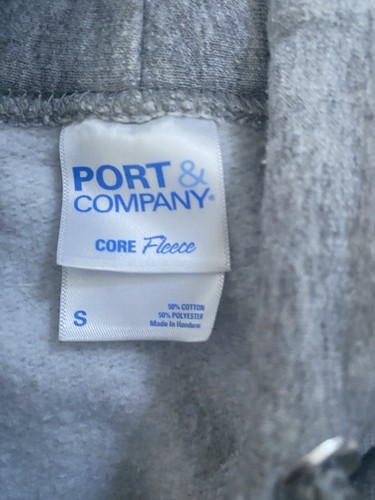 PORT &
COMPANY®
CORE Fleece
S
50% COTTON
50% POLYESTER
Made In Honduras